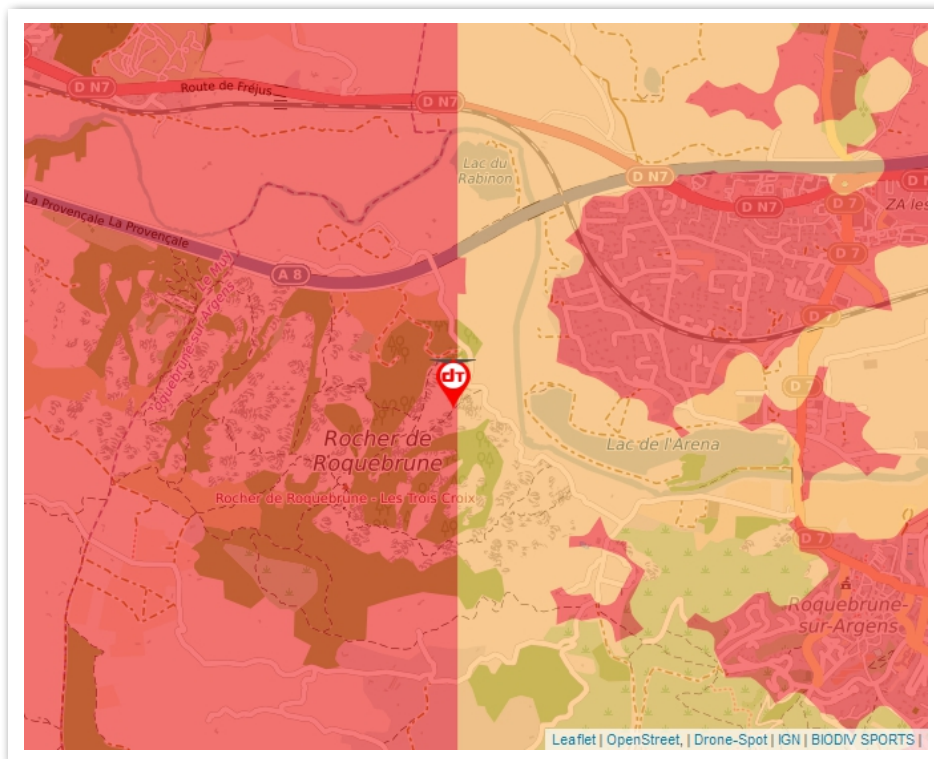 D N7
Route de Fréjus
D N7
Lac du
Rabinon
D N7
D N7
D 7
ZA les
La Provençale La Provençale
D 7
A 8
Le Muy
oquebrune-sur-Argens
D 7
dT
D 7
Rocher de
Roquebrune
Lac de l'Arena
Rocher de Roquebrune - Les Trois Croix
D 7
Roquebrune-
sur-Argens
Leaflet | OpenStreet, | Drone-Spot | IGN | BIODIV SPORTS |